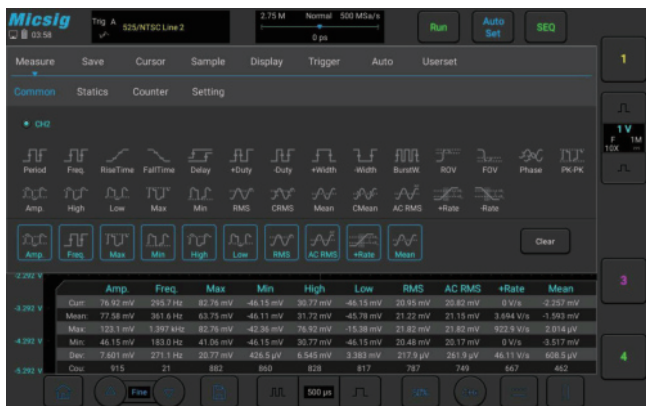 Micsig
03:58
Trig A 525/NTSC Line 2
2.75 M Normal 500 MSa/s
0 ps
Run
Auto Set
SEQ
Measure Save Cursor Sample Display Trigger Auto Userset
Common Statics Counter Setting
CH2
Period Freq. RiseTime FallTime Delay +Duty -Duty +Width -Width BurstW. ROV FOV Phase PK-PK
Amp. High Low Max Min RMS CRMS Mean CMean AC RMS +Rate -Rate
Amp. Freq. Max Min High Low RMS AC RMS +Rate Mean
Clear
-2.292 V
-3.292 V
-4.292 V
-5.292 V
Amp. Freq. Max Min High Low RMS AC RMS +Rate Mean
Curr: 76.92 mV 295.7 Hz 82.76 mV -46.15 mV 30.77 mV -46.15 mV 20.95 mV 20.82 mV 0 V/s -2.257 mV
Mean: 77.58 mV 361.6 Hz 63.75 mV -46.11 mV 31.72 mV -45.78 mV 21.22 mV 21.15 mV 3.694 V/s -1.593 mV
Max: 123.1 mV 1.397 kHz 82.76 mV -42.36 mV 76.92 mV -15.38 mV 21.82 mV 21.82 mV 922.9 V/s 2.014 μV
Min: 46.15 mV 183.0 Hz 41.06 mV -46.15 mV 30.77 mV -46.15 mV 20.48 mV 20.17 mV 0 V/s -3.517 mV
Dev: 7.601 mV 271.1 Hz 20.77 mV 426.5 μV 6.545 mV 3.383 mV 217.9 μV 261.9 μV 46.11 V/s 608.5 μV
Cou: 915 21 882 860 828 817 787 749 667 462
Fine
500 μs
1
1 V
F 1M
10X
3
4